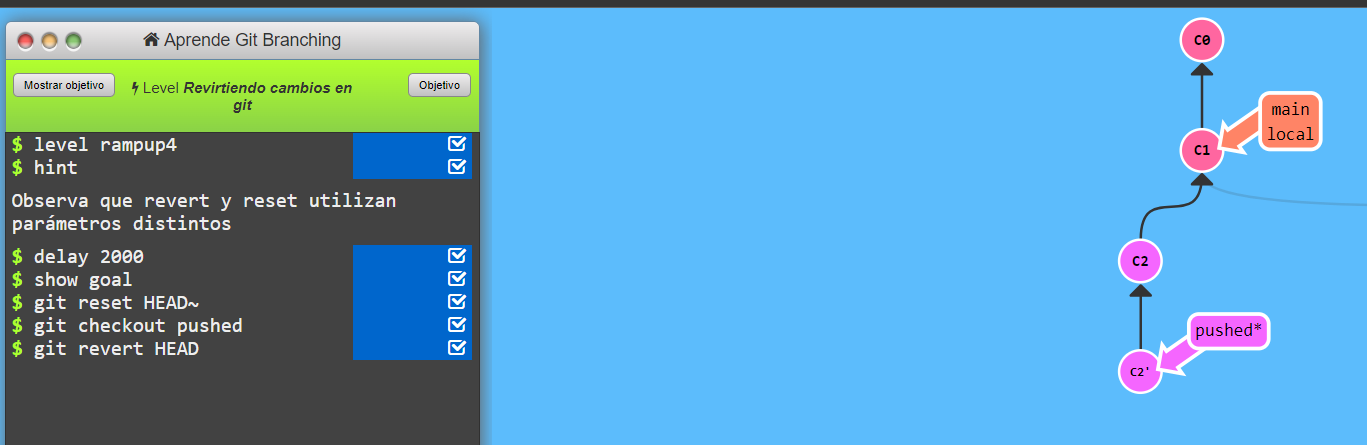 Aprende Git Branching
Mostrar objetivo
Level Revirtiendo cambios en
git
Objetivo
$ level rampup4
$ hint
Observa que revert y reset utilizan
parámetros distintos
$ delay 2000
$ show goal
$ git reset HEAD~
$ git checkout pushed
$ git revert HEAD
C0
main
local
C1
C2
pushed*
C2'